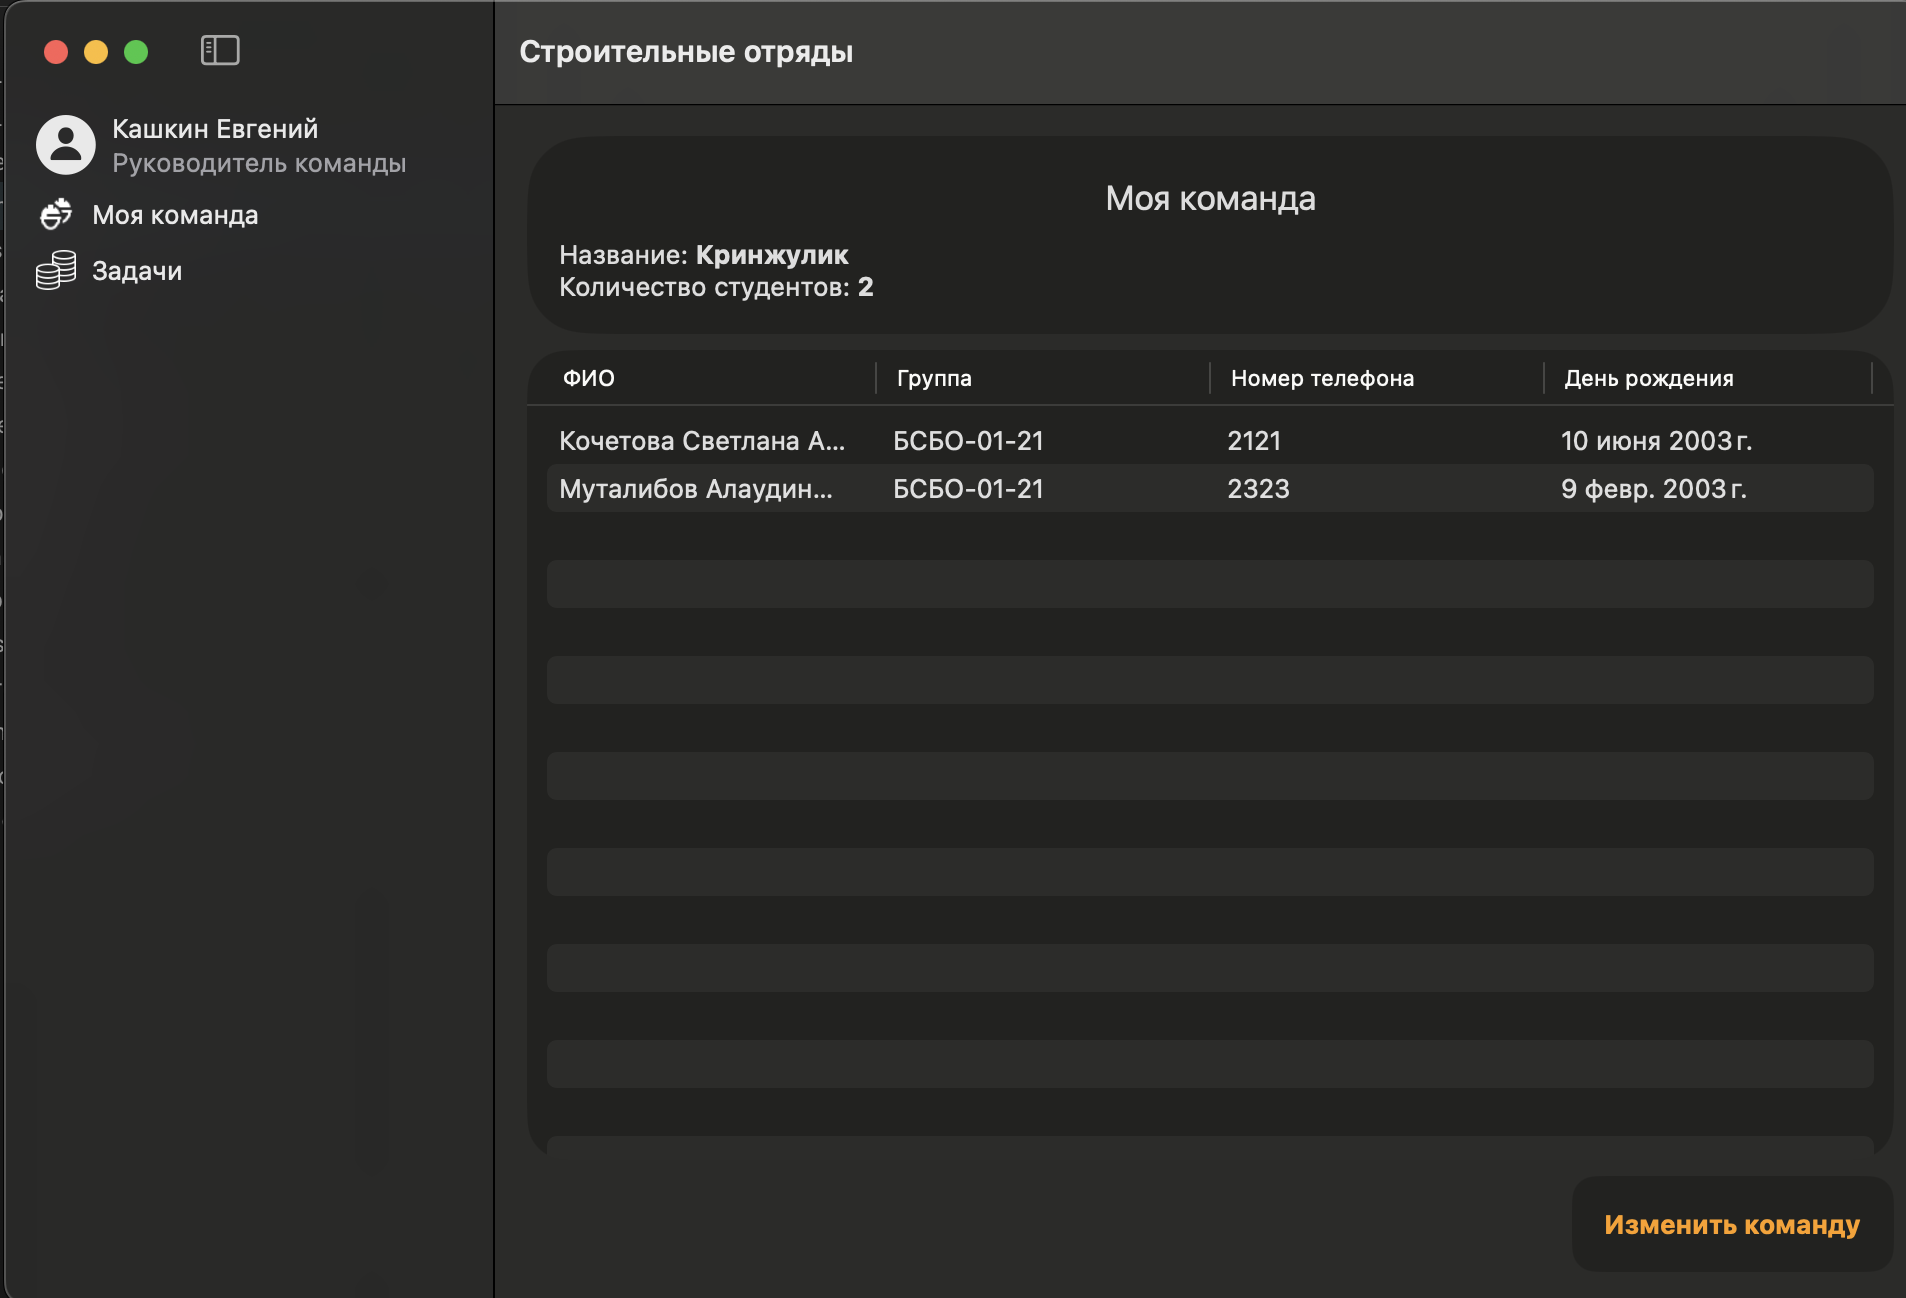 Строительные отряды
Кашкин Евгений
Руководитель команды
Моя команда
Задачи
Моя команда
Название: Кринжулик
Количество студентов: 2
ФИО Группа Номер телефона День рождения
Кочетова Светлана А... БСБО-01-21 2121 10 июня 2003 г.
Муталибов Алаудин... БСБО-01-21 2323 9 февр. 2003 г.
Изменить команду